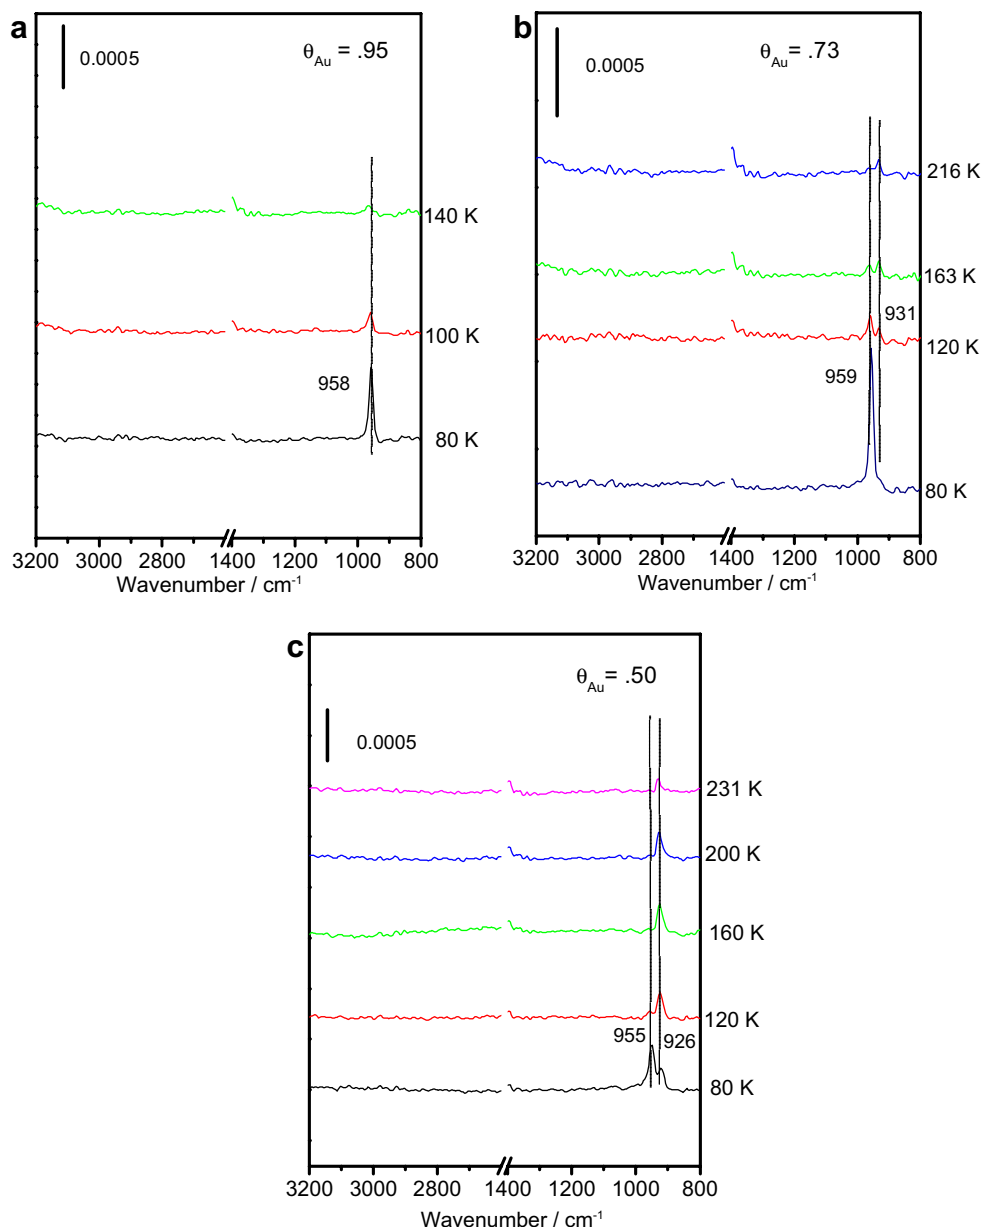 a
0.0005
θAu = .95
140 K
100 K
958
80 K
3200 3000 2800 2600 1400 1200 1000 800
Wavenumber / cm-1
b
0.0005
θAu = .73
216 K
163 K
931
120 K
959
80 K
3200 3000 2800 2600 1400 1200 1000 800
Wavenumber / cm-1
c
θAu = .50
0.0005
231 K
200 K
160 K
120 K
955 926
80 K
3200 3000 2800 2600 1400 1200 1000 800
Wavenumber / cm-1